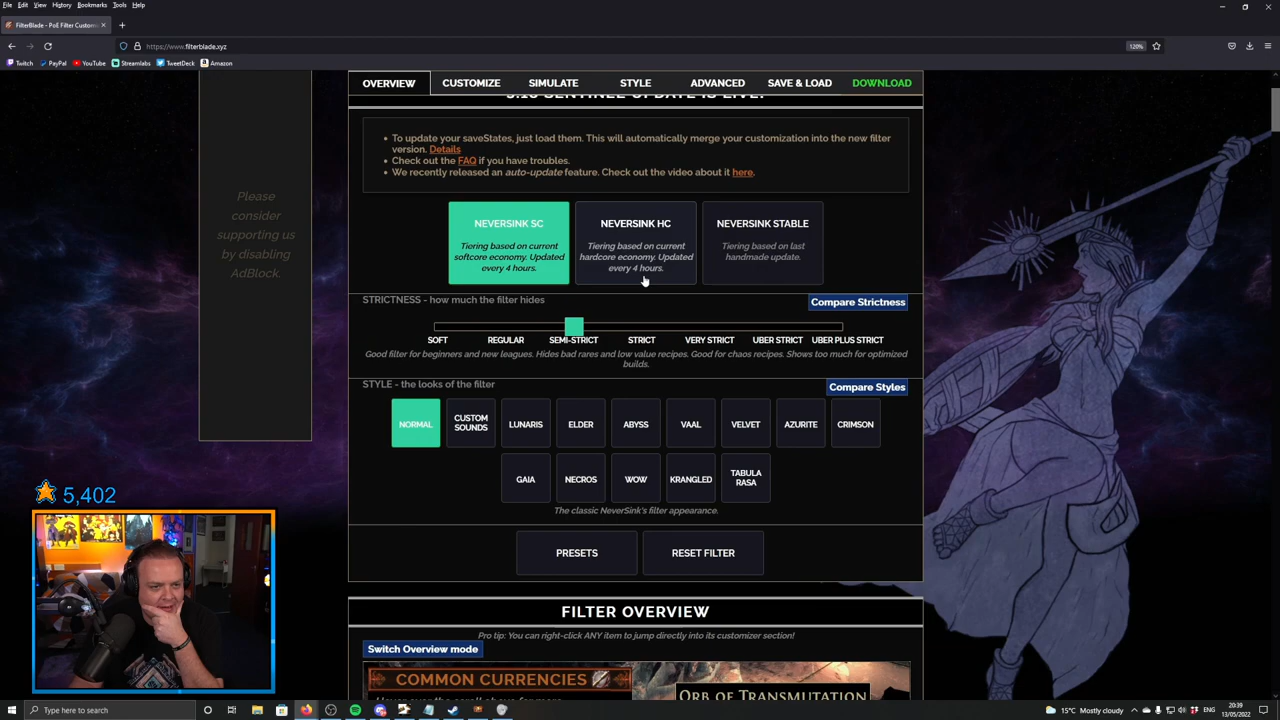 File Edit View History Bookmarks Tools Help
FilterBlade - PoE Filter Customi
https://www.filterblade.xyz
120%
Twitch PayPal YouTube Streamlabs TweetDeck Amazon
OVERVIEW CUSTOMIZE SIMULATE STYLE ADVANCED SAVE & LOAD DOWNLOAD
To update your saveStates, just load them. This will automatically merge your customization into the new filter
version. Details
Check out the FAQ if you have troubles.
We recently released an auto-update feature. Check out the video about it here.
Please
consider
supporting us
by disabling
AdBlock.
NEVERSINK SC
Tiering based on current
softcore economy. Updated
every 4 hours.
NEVERSINK HC
Tiering based on current
hardcore economy. Updated
every 4 hours.
NEVERSINK STABLE
Tiering based on last
handmade update.
STRICTNESS - how much the filter hides
Compare Strictness
SOFT REGULAR SEMI-STRICT STRICT VERY STRICT UBER STRICT UBER PLUS STRICT
Good filter for beginners and new leagues. Hides bad rares and low value recipes. Good for chaos recipes. Shows too much for optimized
builds.
STYLE - the looks of the filter
Compare Styles
NORMAL
CUSTOM
SOUNDS
LUNARIS
ELDER
ABYSS
VAAL
VELVET
AZURITE
CRIMSON
GAIA
NECROS
WOW
KRANGLED
TABULA
RASA
The classic NeverSink's filter appearance.
PRESETS
RESET FILTER
5,402
FILTER OVERVIEW
Pro tip: You can right-click ANY item to jump directly into its customizer section!
Switch Overview mode
COMMON CURRENCIES
ORB OF TRANSMUTATION
Type here to search
15°C Mostly cloudy
20:39
13/05/2022